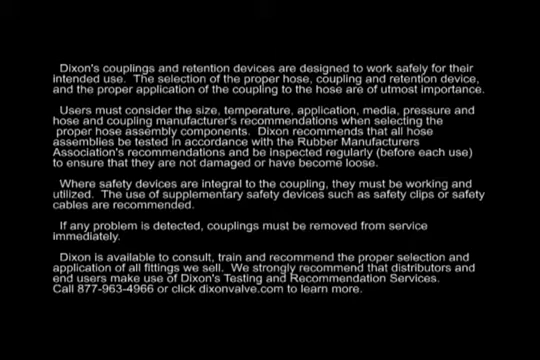 Dixon's couplings and retention devices are designed to work safely for their
intended use. The selection of the proper hose, coupling and retention device,
and the proper application of the coupling to the hose are of utmost importance.
Users must consider the size, temperature, application, media, pressure and
hose and coupling manufacturer's recommendations when selecting the
proper hose assembly components. Dixon recommends that all hose
assemblies be tested in accordance with the Rubber Manufacturers
Association's recommendations and be inspected regularly (before each use)
to ensure that they are not damaged or have become loose.
Where safety devices are integral to the coupling, they must be working and
utilized. The use of supplementary safety devices such as safety clips or safety
cables are recommended.
If any problem is detected, couplings must be removed from service
immediately.
Dixon is available to consult, train and recommend the proper selection and
application of all fittings we sell. We strongly recommend that distributors and
end users make use of Dixon's Testing and Recommendation Services.
Call 877-963-4966 or click dixonvalve.com to learn more.